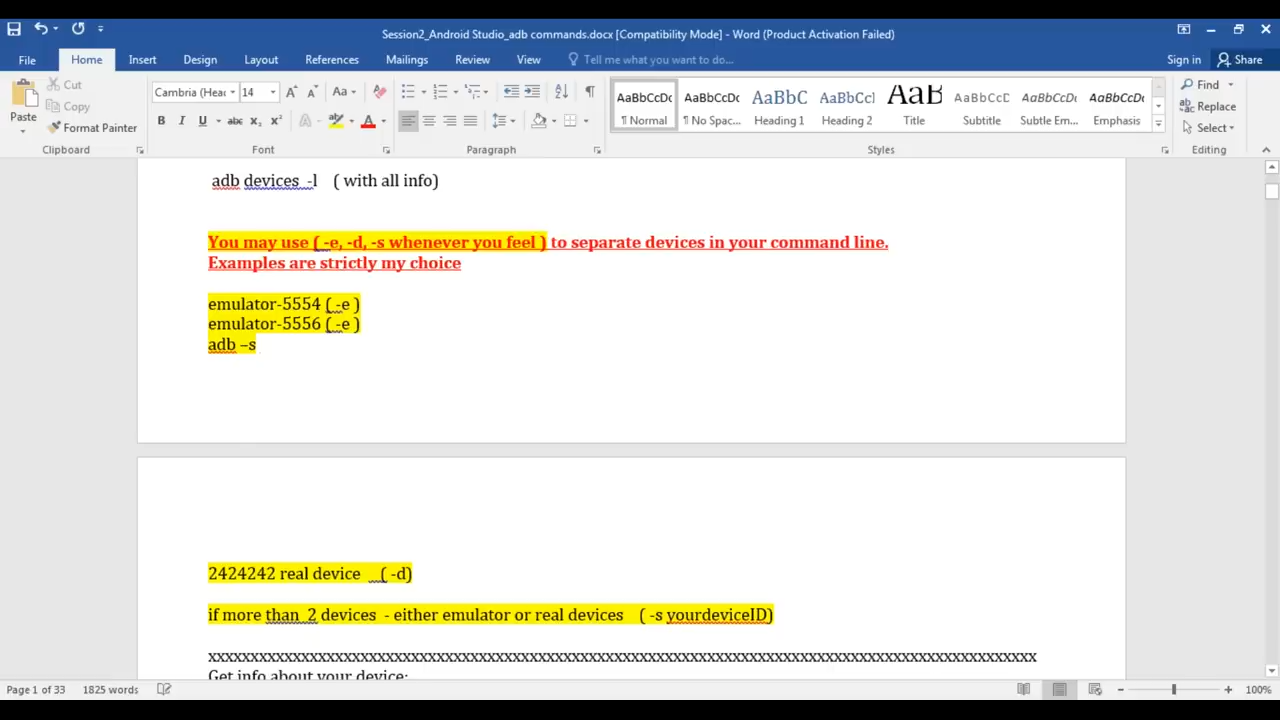 Session2_Android Studio_adb commands.docx [Compatibility Mode] - Word (Product Activation Failed)
File Home Insert Design Layout References Mailings Review View Tell me what you want to do... Sign in Share
Paste
Cut
Copy
Format Painter
Clipboard
Cambria (Head 14
Font
Paragraph
AaBbCcDc AaBbCcDc AaBbC AaBbCcl AaB AaBbCcD AaBbCcDc AaBbCcDc
¶ Normal ¶ No Spac... Heading 1 Heading 2 Title Subtitle Subtle Em... Emphasis
Styles
Find
Replace
Select
Editing
adb devices -l ( with all info)
You may use ( -e, -d, -s whenever you feel ) to separate devices in your command line.
Examples are strictly my choice
emulator-5554 ( -e )
emulator-5556 ( -e )
adb –s
2424242 real device ( -d)
if more than 2 devices - either emulator or real devices ( -s yourdeviceID)
Get info about your device:
Page 1 of 33 1825 words 100%